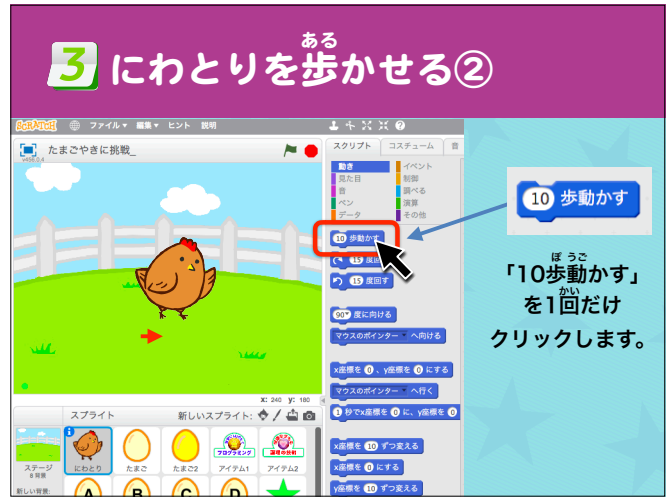 3 にわとりを歩かせる②
ある
SCRATCH ファイル▼ 編集▼ ヒント 説明
v456.0.4
たまごやきに挑戦_
スクリプト コスチューム 音
動き イベント
見た目 制御
音 調べる
ペン 演算
データ その他
10 歩動かす
15 度回す
15 度回す
90▼ 度に向ける
マウスのポインター▼ へ向ける
x座標を 0 、y座標を 0 にする
マウスのポインター▼ へ行く
1 秒でx座標を 0 に、y座標を 0
x座標を 10 ずつ変える
x座標を 0 にする
y座標を 10 ずつ変える
x: 240 y: 180
スプライト 新しいスプライト:
ステージ
8 背景
新しい背景:
にわとり たまご たまご2 アイテム1 アイテム2
プログラミング
A B C D
10 歩動かす
ぽ うご
「10歩動かす」
かい
を1回だけ
クリックします。